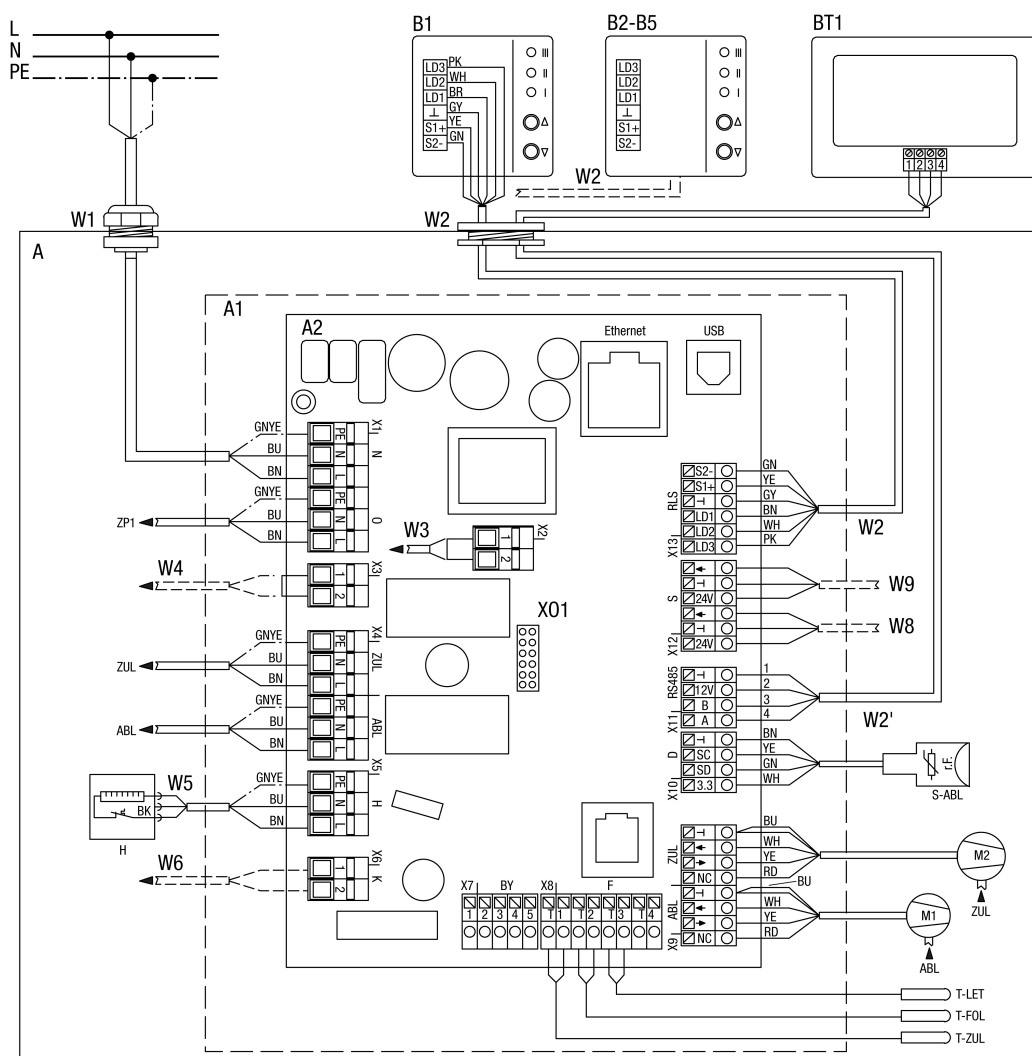 L
N
PE
B1
LD3 PK
LD2 WH
LD1 BR
⊥ GY
S1+ YE
S2- GN
III
II
I
B2-B5
LD3
LD2
LD1
⊥
S1+
S2-
III
II
I
BT1
1 2 3 4
W2
W1
W2
A
A1
A2
Ethernet
USB
X1
GNYE PE
BU N N
BN L
GNYE PE
ZP1 BU N O
BN L
W3
X2
1
2
W4
X3
1
2
X4
GNYE PE
ZUL BU N ZUL
BN L
GNYE PE
ABL BU N ABL
BN L
X5
W5
GNYE PE
BU N H
BN L
BK
H
W6
X6
1
2 K
X01
RLS
X13
S2- GN
S1+ YE
GY
LD1 BN
LD2 WH
LD3 PK
W2
S
24V
W9
X12
24V
W8
RS485
X11
1
12V 2
B 3
A 4
W2'
D
X10
BN
SC YE
SD GN
3.3 WH
r.F.
S-ABL
ZUL
BU
WH
YE
NC RD
M2
ZUL
ABL
X9
BU
WH
YE
NC RD
M1
ABL
X7 BY
1 2 3 4 5
X8 F
T 1 T 2 T 3 T 4
T-LET
T-FOL
T-ZUL